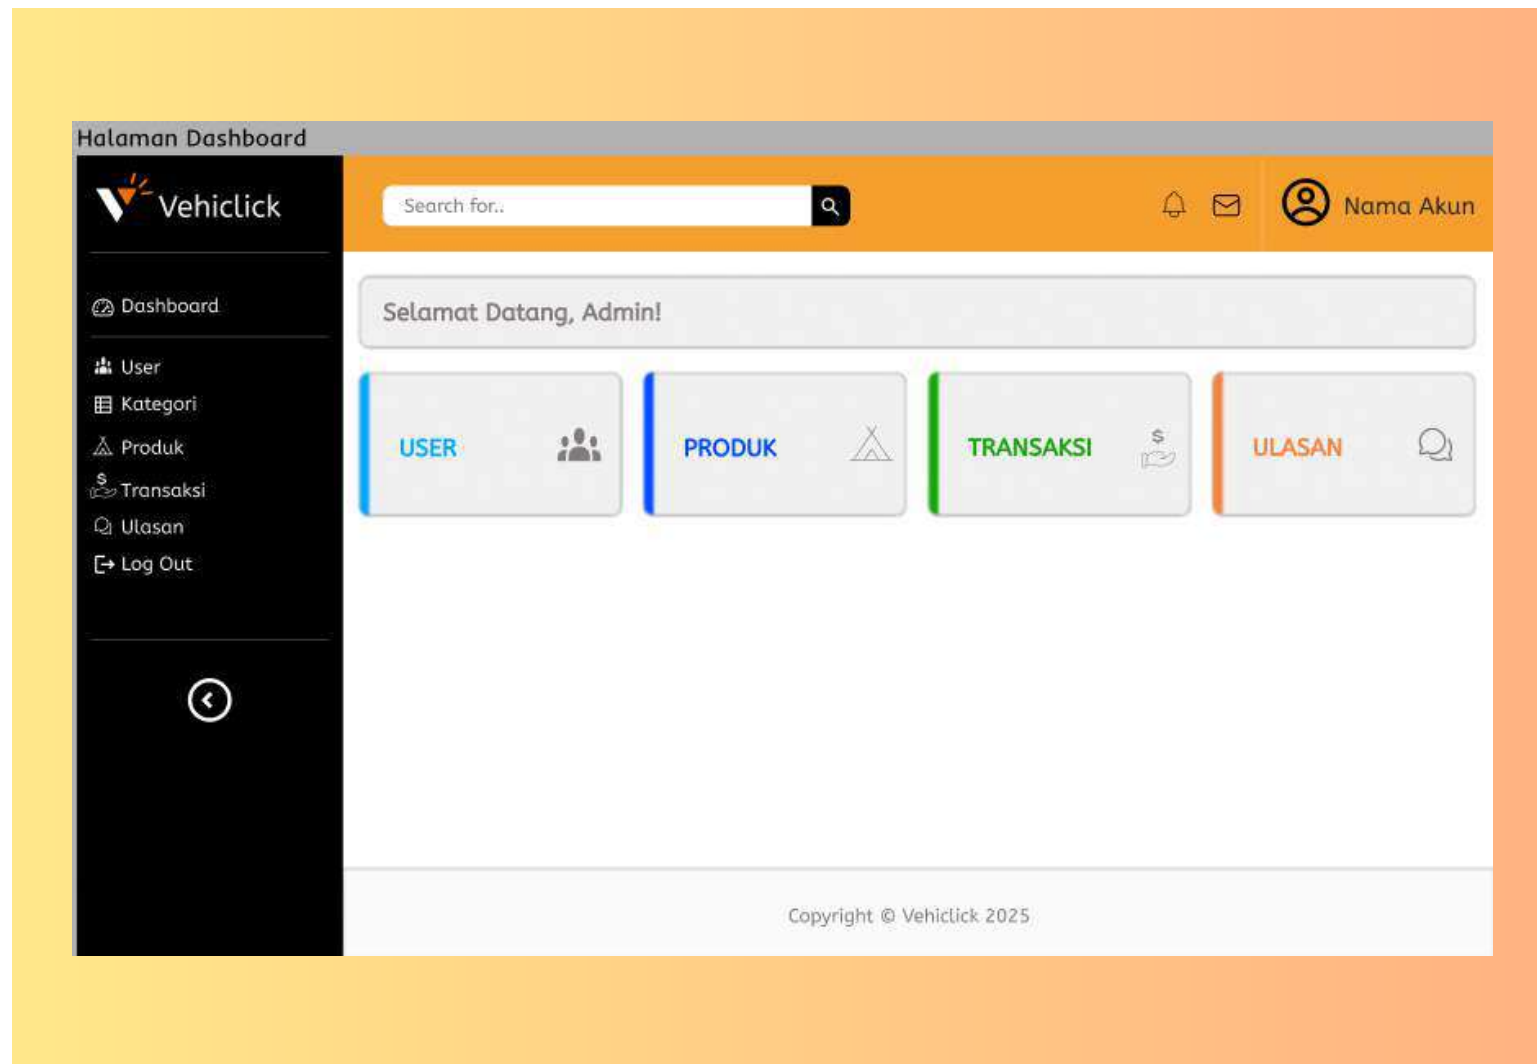 Halaman Dashboard
Vehiclick
Search for..
Nama Akun
Dashboard
User
Kategori
Produk
Transaksi
Ulasan
Log Out
Selamat Datang, Admin!
USER
PRODUK
TRANSAKSI
ULASAN
Copyright © Vehiclick 2025